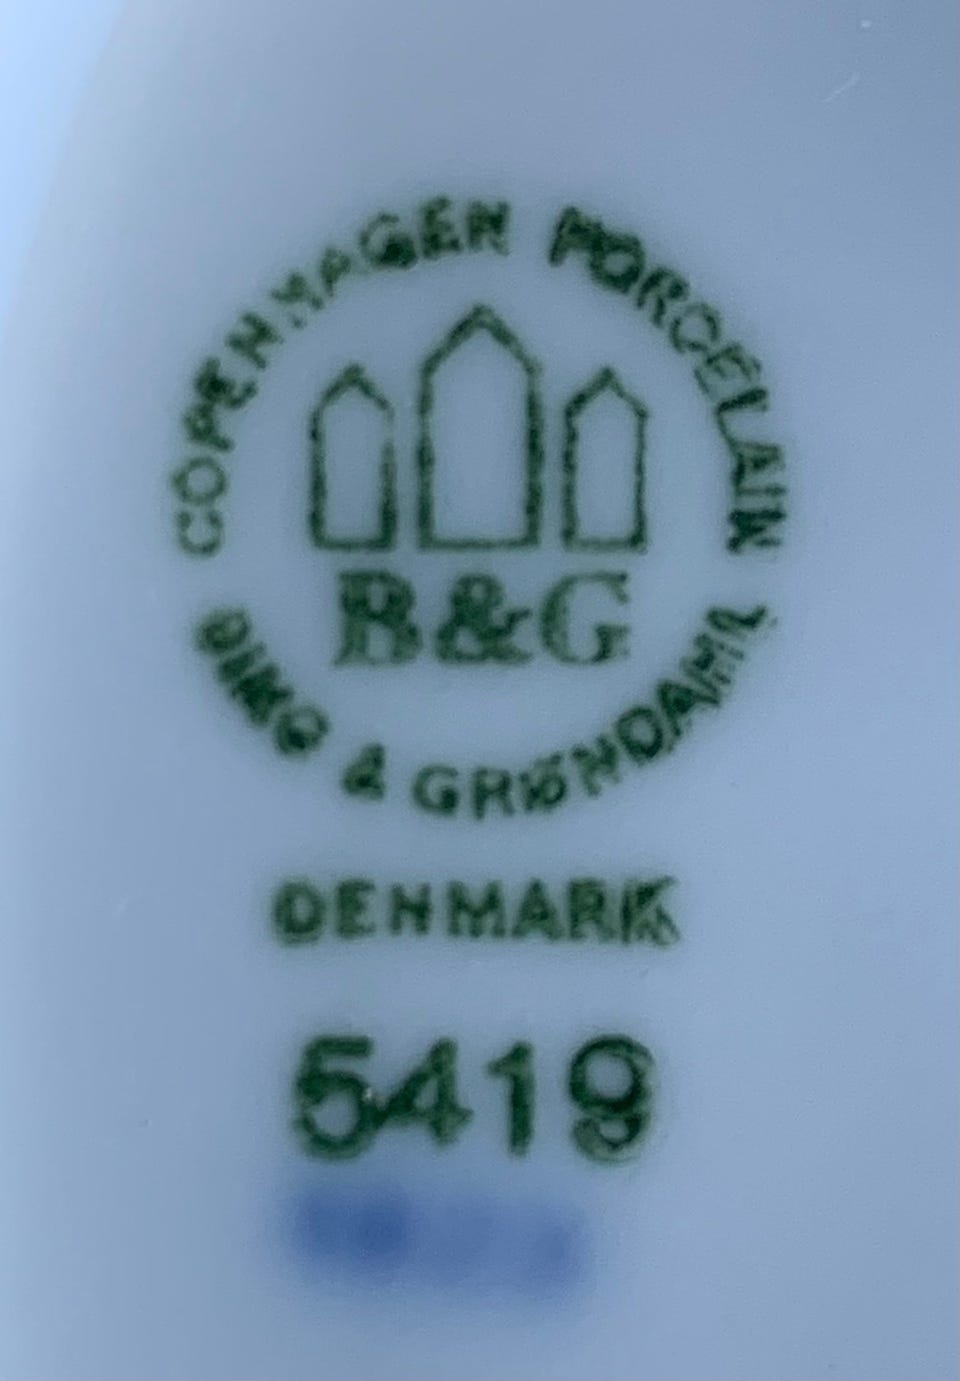 COPENHAGEN PORCELAIN
B&G
BING & GRØNDAHL
DENMARK
5419